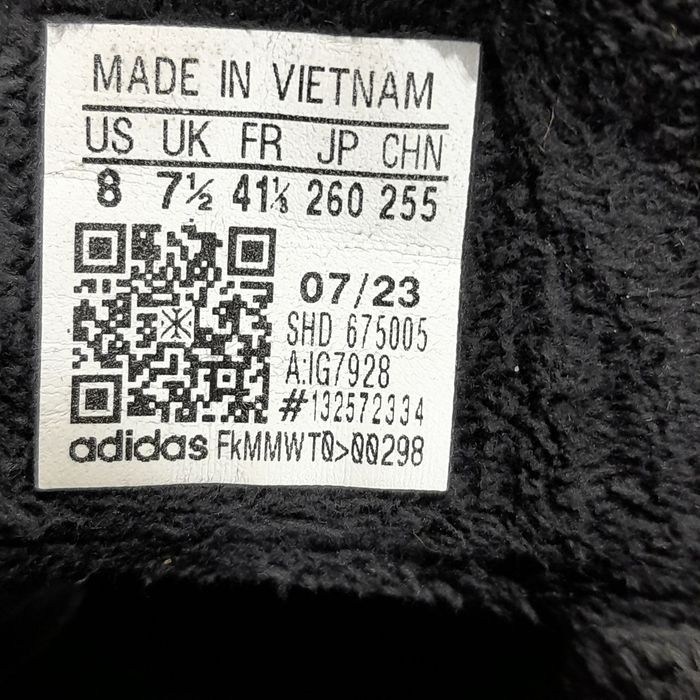 MADE IN VIETNAM
US UK FR JP CHN
8 7½ 41⅓ 260 255
07/23
SHD 675005
A:IG7928
#132572334
adidas FkMMWT0>00298